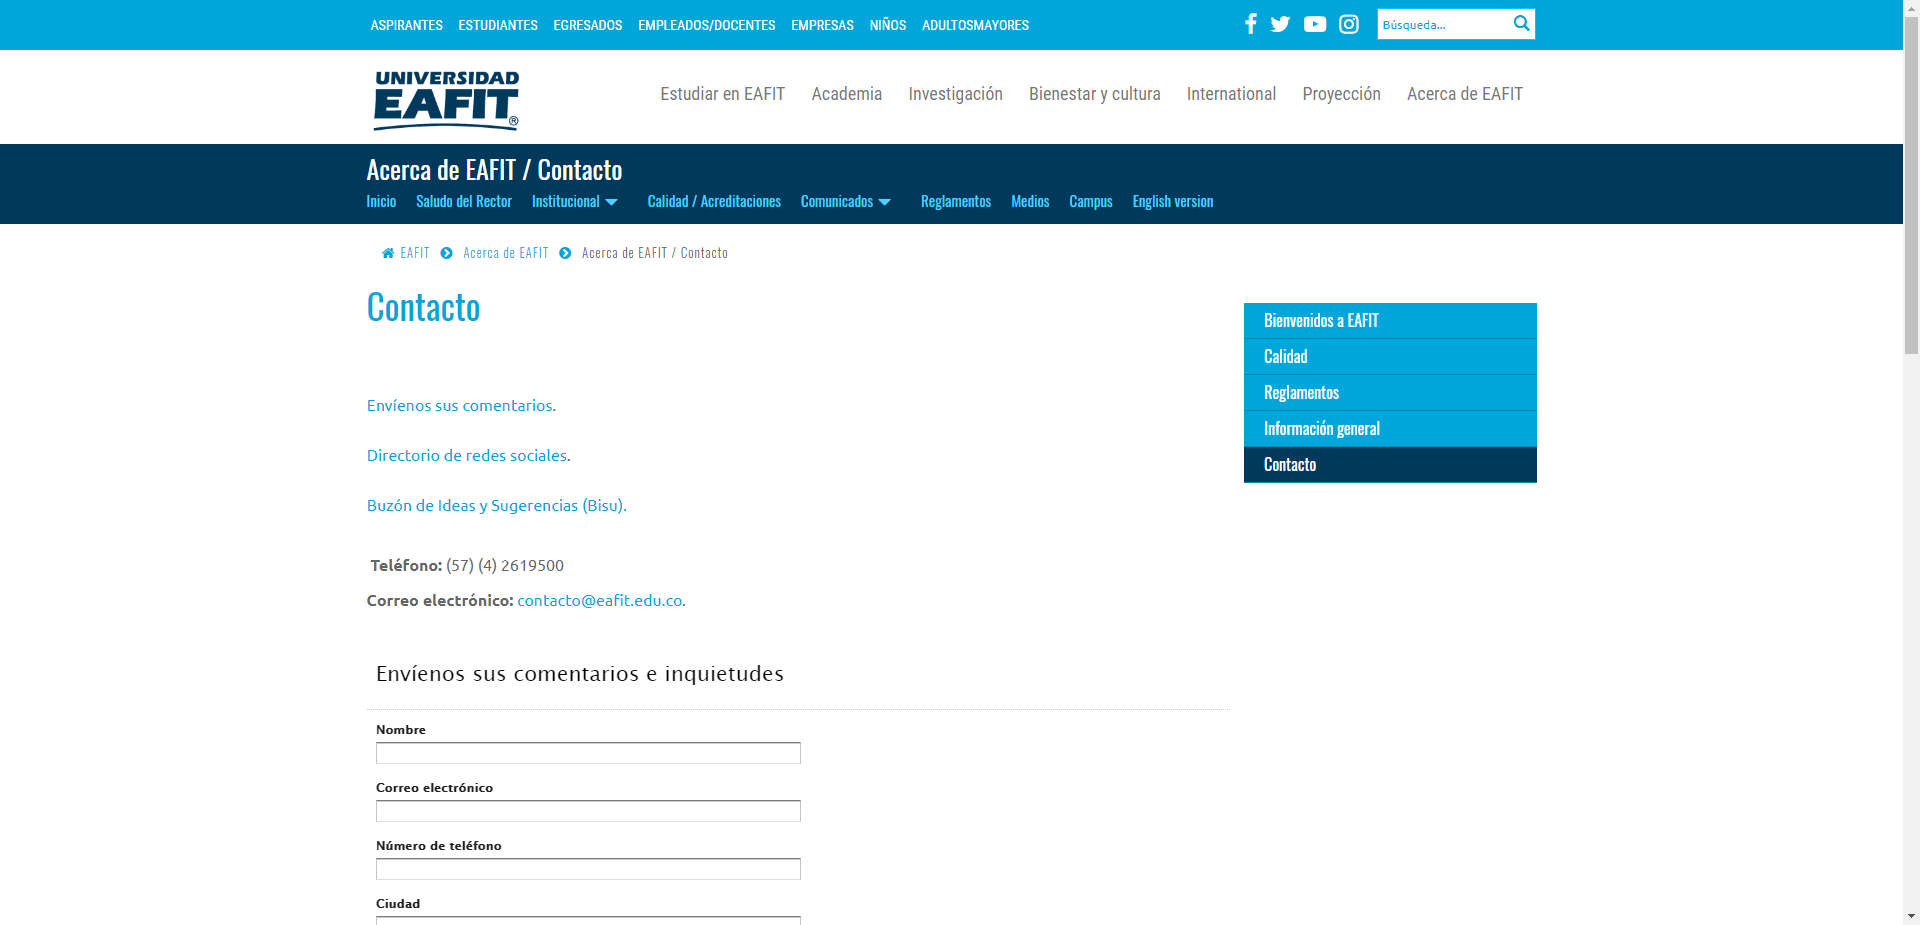 ASPIRANTES ESTUDIANTES EGRESADOS EMPLEADOS/DOCENTES EMPRESAS NIÑOS ADULTOSMAYORES Búsqueda...
UNIVERSIDAD
EAFIT®
Estudiar en EAFIT Academia Investigación Bienestar y cultura International Proyección Acerca de EAFIT
Acerca de EAFIT / Contacto
Inicio Saludo del Rector Institucional Calidad / Acreditaciones Comunicados Reglamentos Medios Campus English version
EAFIT Acerca de EAFIT Acerca de EAFIT / Contacto
Contacto
Envíenos sus comentarios.
Directorio de redes sociales.
Buzón de Ideas y Sugerencias (Bisu).
Teléfono: (57) (4) 2619500
Correo electrónico: contacto@eafit.edu.co.
Envíenos sus comentarios e inquietudes
Nombre
Correo electrónico
Número de teléfono
Ciudad
Bienvenidos a EAFIT
Calidad
Reglamentos
Información general
Contacto